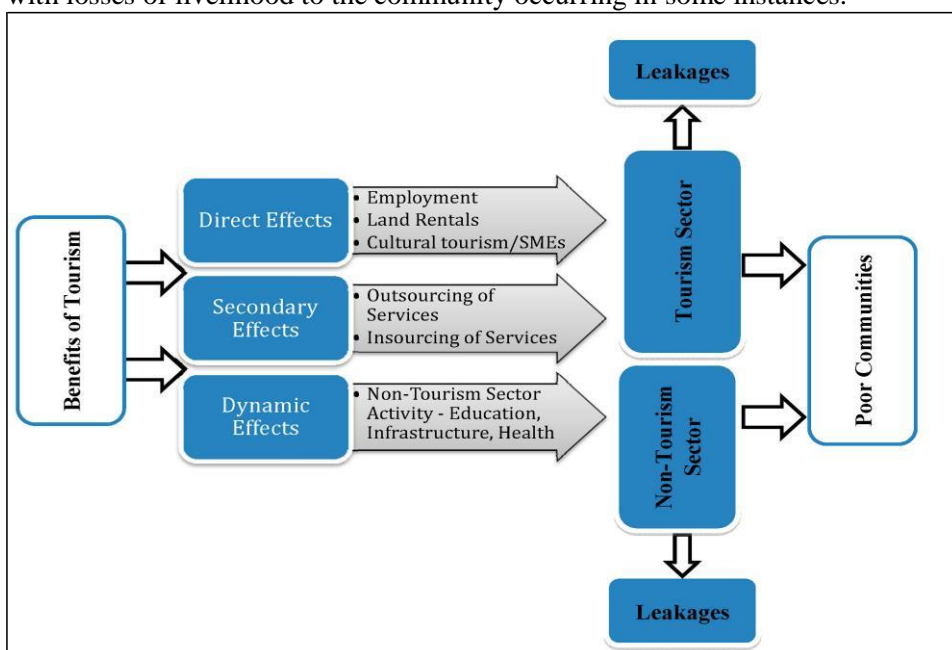 with losses of livelihood to the community occurring in some instances.
Leakages
Benefits of Tourism
Direct Effects
• Employment
• Land Rentals
• Cultural tourism/SMEs
Secondary
Effects
• Outsourcing of
Services
• Insourcing of Services
Dynamic
Effects
• Non-Tourism Sector
Activity - Education,
Infrastructure, Health
Tourism Sector
Non-Tourism
Sector
Poor Communities
Leakages